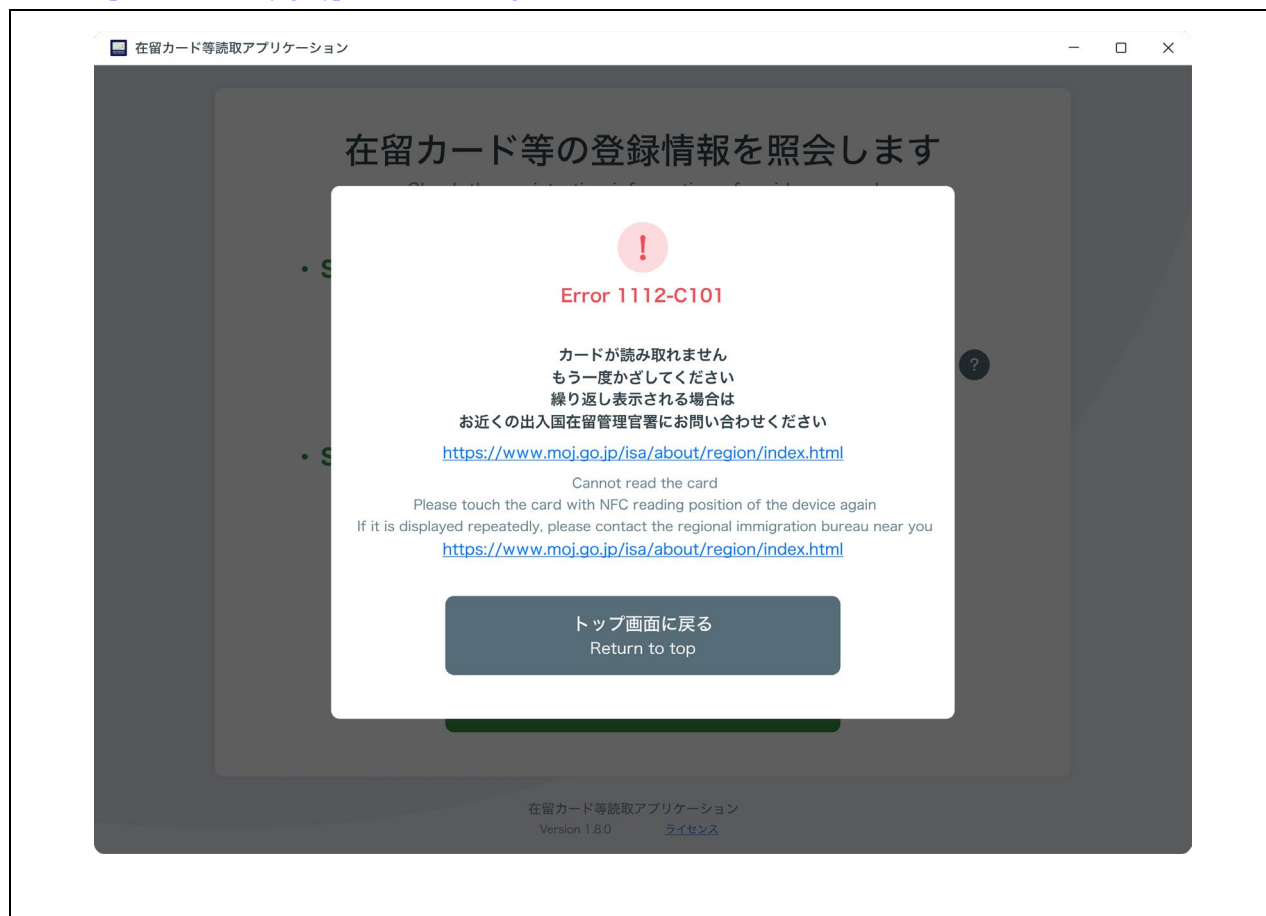 在留カード等読取アプリケーション
在留カード等の登録情報を照会します
!
Error 1112-C101
• S
カードが読み取れません
もう一度かざしてください
?
繰り返し表示される場合は
お近くの出入国在留管理官署にお問い合わせください
https://www.moj.go.jp/isa/about/region/index.html
• S
Cannot read the card
Please touch the card with NFC reading position of the device again
If it is displayed repeatedly, please contact the regional immigration bureau near you
https://www.moj.go.jp/isa/about/region/index.html
トップ画面に戻る
Return to top
在留カード等読取アプリケーション
Version 1.8.0 ライセンス